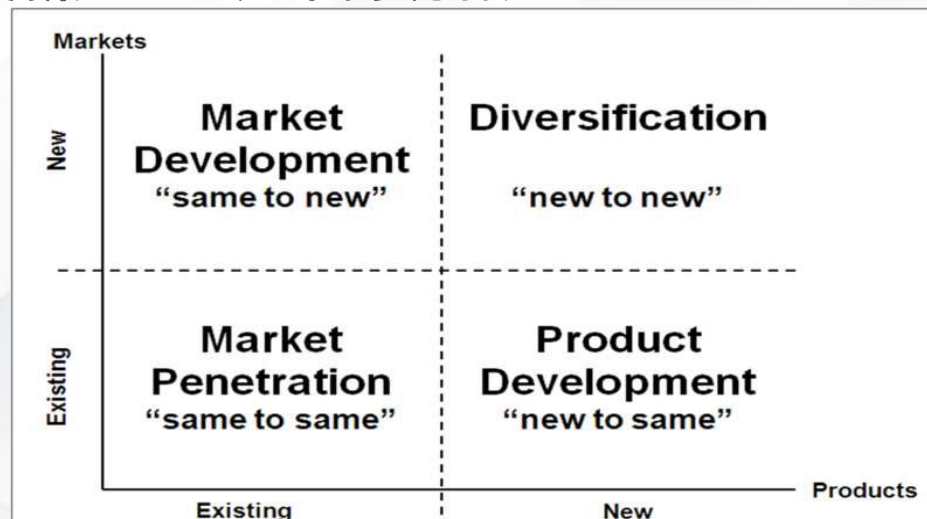 Markets
New
Market
Development
“same to new”
Diversification
“new to new”
Existing
Market
Penetration
“same to same”
Product
Development
“new to same”
Products
Existing
New